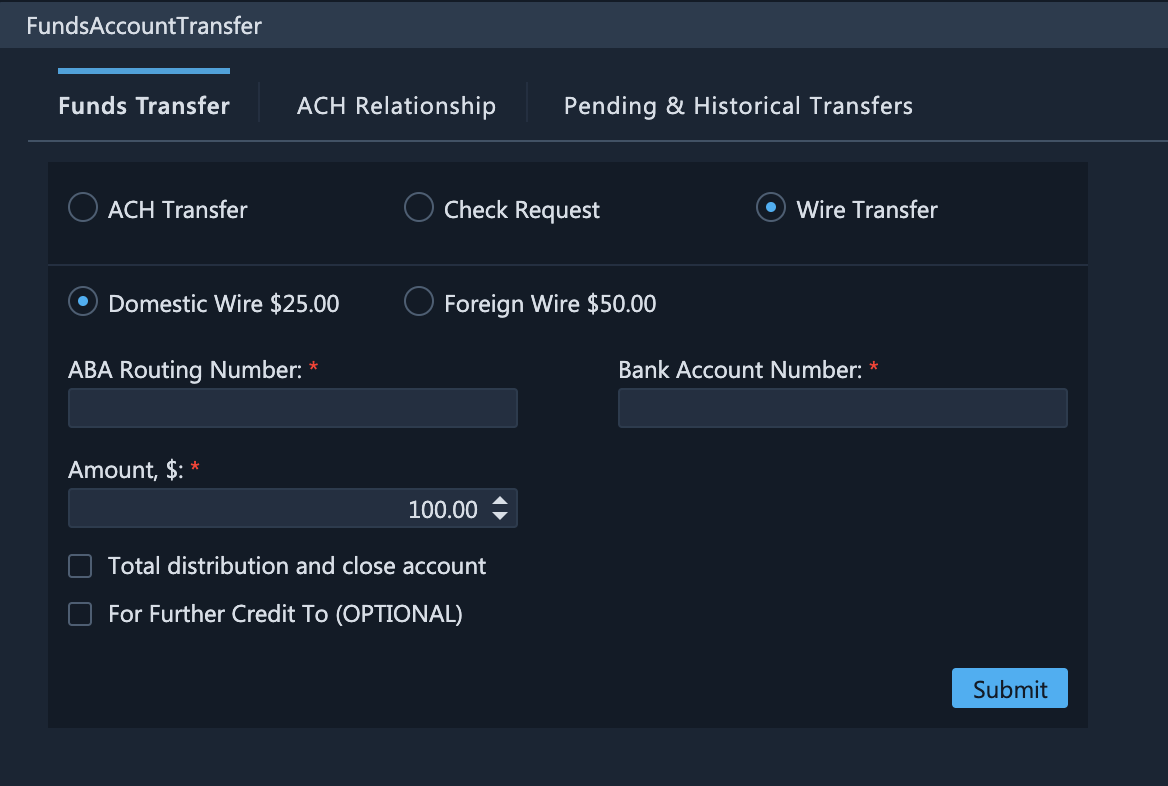 FundsAccountTransfer
Funds Transfer ACH Relationship Pending & Historical Transfers
ACH Transfer Check Request Wire Transfer
Domestic Wire $25.00 Foreign Wire $50.00
ABA Routing Number: * Bank Account Number: *
Amount, $: *
100.00
Total distribution and close account
For Further Credit To (OPTIONAL)
Submit